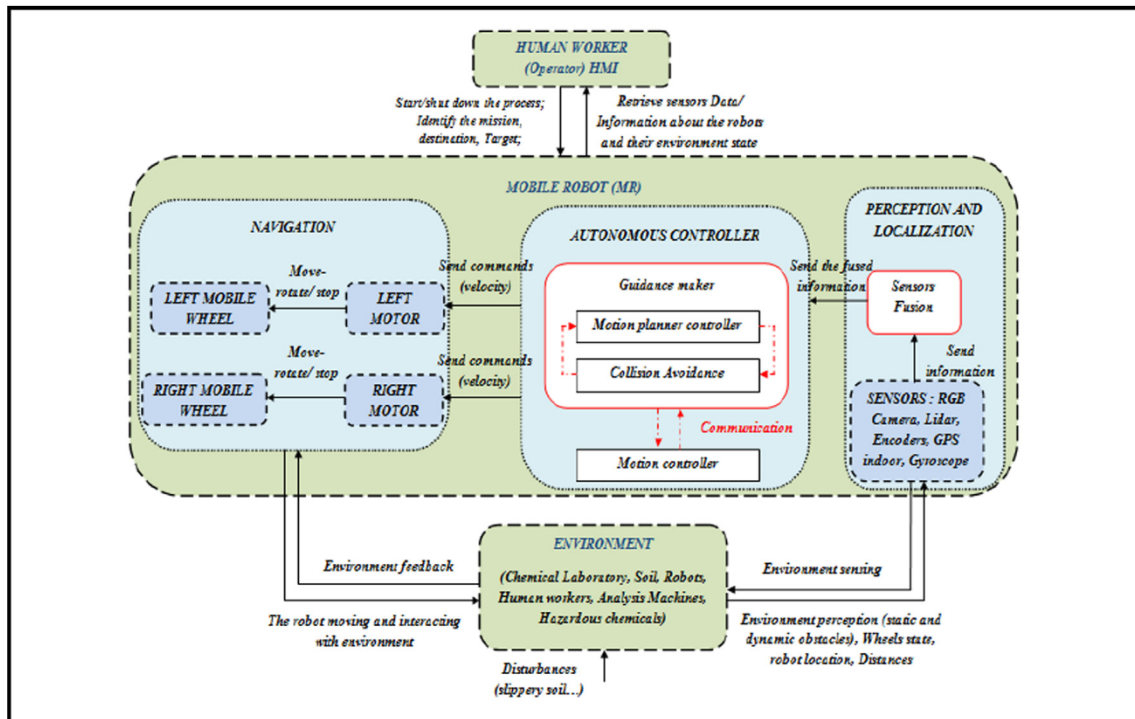 HUMAN WORKER
(Operator) HMI
Start/shut down the process;
Identify the mission,
destination, Target;
Retrieve sensors Data/
Information about the robots
and their environment state
MOBILE ROBOT (MR)
NAVIGATION
Move-
rotate/ stop
LEFT MOBILE
WHEEL
LEFT
MOTOR
Send commands
(velocity)
Move-
rotate/ stop
RIGHT MOBILE
WHEEL
RIGHT
MOTOR
Send commands
(velocity)
AUTONOMOUS CONTROLLER
Guidance maker
Motion planner controller
Collision Avoidance
Communication
Motion controller
PERCEPTION AND
LOCALIZATION
Send the fused
information
Sensors
Fusion
Send
information
SENSORS : RGB
Camera, Lidar,
Encoders, GPS
indoor, Gyroscope
ENVIRONMENT
(Chemical Laboratory, Soil, Robots,
Human workers, Analysis Machines,
Hazardous chemicals)
Environment feedback
The robot moving and interacting
with environment
Environment sensing
Environment perception (static and
dynamic obstacles), Wheels state,
robot location, Distances
Disturbances
(slippery soil...)